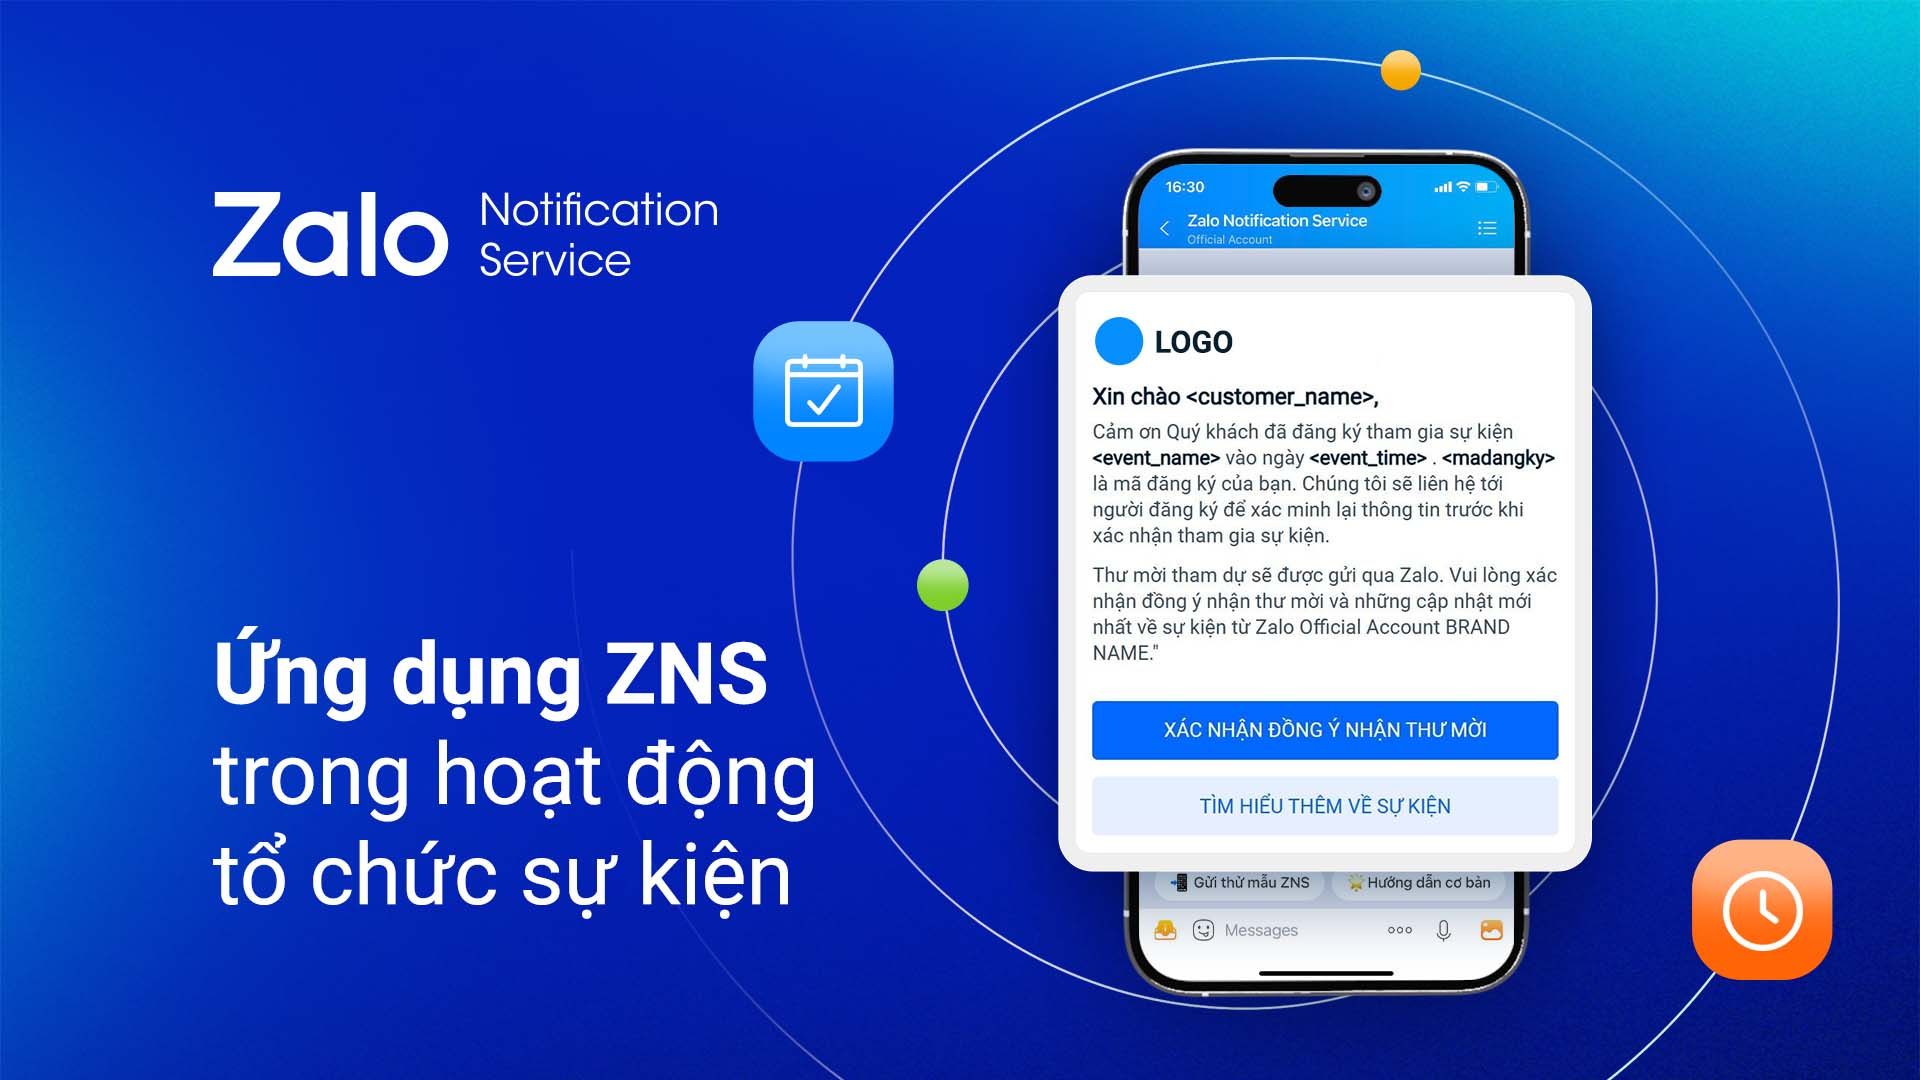 Zalo Notification
Service
Ứng dụng ZNS
trong hoạt động
tổ chức sự kiện
16:30
Zalo Notification Service
Official Account
LOGO
Xin chào <customer_name>,
Cảm ơn Quý khách đã đăng ký tham gia sự kiện
<event_name> vào ngày <event_time> . <madangky>
là mã đăng ký của bạn. Chúng tôi sẽ liên hệ tới
người đăng ký để xác minh lại thông tin trước khi
xác nhận tham gia sự kiện.
Thư mời tham dự sẽ được gửi qua Zalo. Vui lòng xác
nhận đồng ý nhận thư mời và những cập nhật mới
nhất về sự kiện từ Zalo Official Account BRAND
NAME."
XÁC NHẬN ĐỒNG Ý NHẬN THƯ MỜI
TÌM HIỂU THÊM VỀ SỰ KIỆN
Gửi thử mẫu ZNS
Hướng dẫn cơ bản
Messages